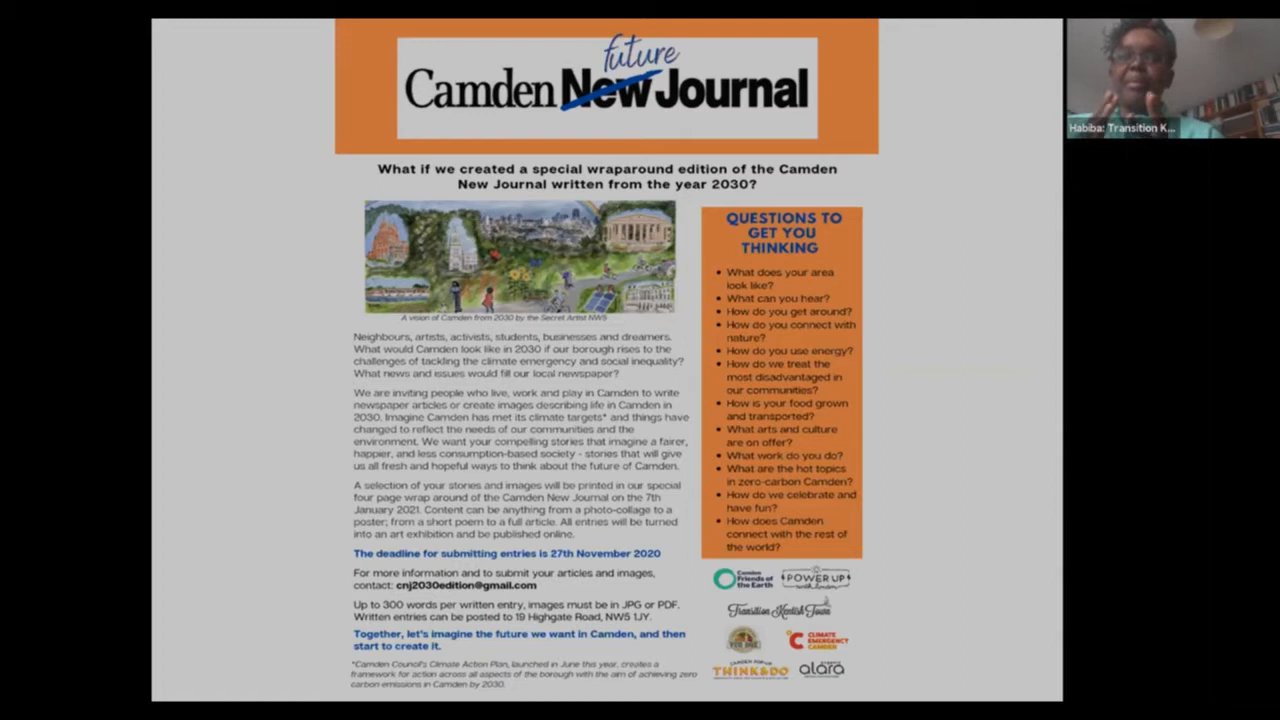 future
Camden New Journal
Habiba: Transition K...
What if we created a special wraparound edition of the Camden
New Journal written from the year 2030?
A vision of Camden from 2030 by the Secret Artist NW5
Neighbours, artists, activists, students, businesses and dreamers.
What would Camden look like in 2030 if our borough rises to the
challenges of tackling the climate emergency and social inequality?
What news and issues would fill our local newspaper?
We are inviting people who live, work and play in Camden to write
newspaper articles or create images describing life in Camden in
2030. Imagine Camden has met its climate targets* and things have
changed to reflect the needs of our communities and the
environment. We want your compelling stories that imagine a fairer,
happier, and less consumption-based society - stories that will give
us all fresh and hopeful ways to think about the future of Camden.
A selection of your stories and images will be printed in our special
four page wrap around of the Camden New Journal on the 7th
January 2021. Content can be anything from a photo-collage to a
poster; from a short poem to a full article. All entries will be turned
into an art exhibition and be published online.
The deadline for submitting entries is 27th November 2020
For more information and to submit your articles and images,
contact: cnj2030edition@gmail.com
Up to 300 words per written entry, images must be in JPG or PDF.
Written entries can be posted to 19 Highgate Road, NW5 1JY.
Together, let's imagine the future we want in Camden, and then
start to create it.
*Camden Council's Climate Action Plan, launched in June this year, creates a
framework for action across all aspects of the borough with the aim of achieving zero
carbon emissions in Camden by 2030.
QUESTIONS TO
GET YOU
THINKING
• What does your area
look like?
• What can you hear?
• How do you get around?
• How do you connect with
nature?
• How do you use energy?
• How do we treat the
most disadvantaged in
our communities?
• How is your food grown
and transported?
• What arts and culture
are on offer?
• What work do you do?
• What are the hot topics
in zero-carbon Camden?
• How do we celebrate and
have fun?
• How does Camden
connect with the rest of
the world?
Camden
Friends of
the Earth
POWER UP
Transition Kentish Town
CLIMATE
EMERGENCY
CAMDEN
CAMDEN POP-UP
THINK&DO
alara